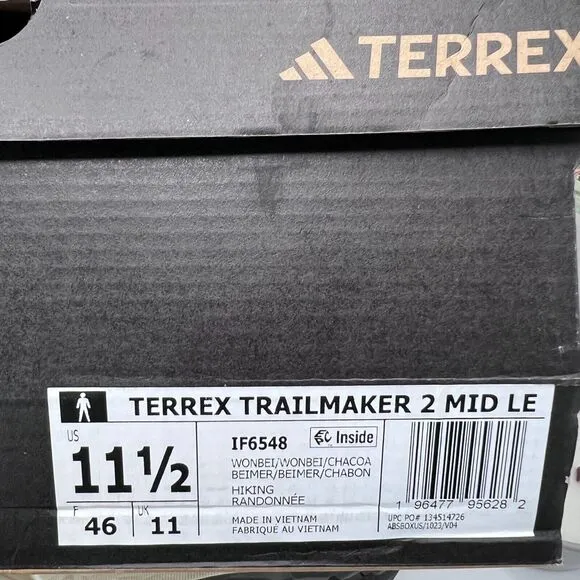 TERREX
TERREX TRAILMAKER 2 MID LE
US
11½
F
46
UK
11
IF6548
Inside
WONBEI/WONBEI/CHACOA
BEIMER/BEIMER/CHABON
HIKING
RANDONNÉE
MADE IN VIETNAM
FABRIQUÉ AU VIETNAM
1 96477 95628 2
UPC PO# 134514726
ABSBOXUS/1023/V04